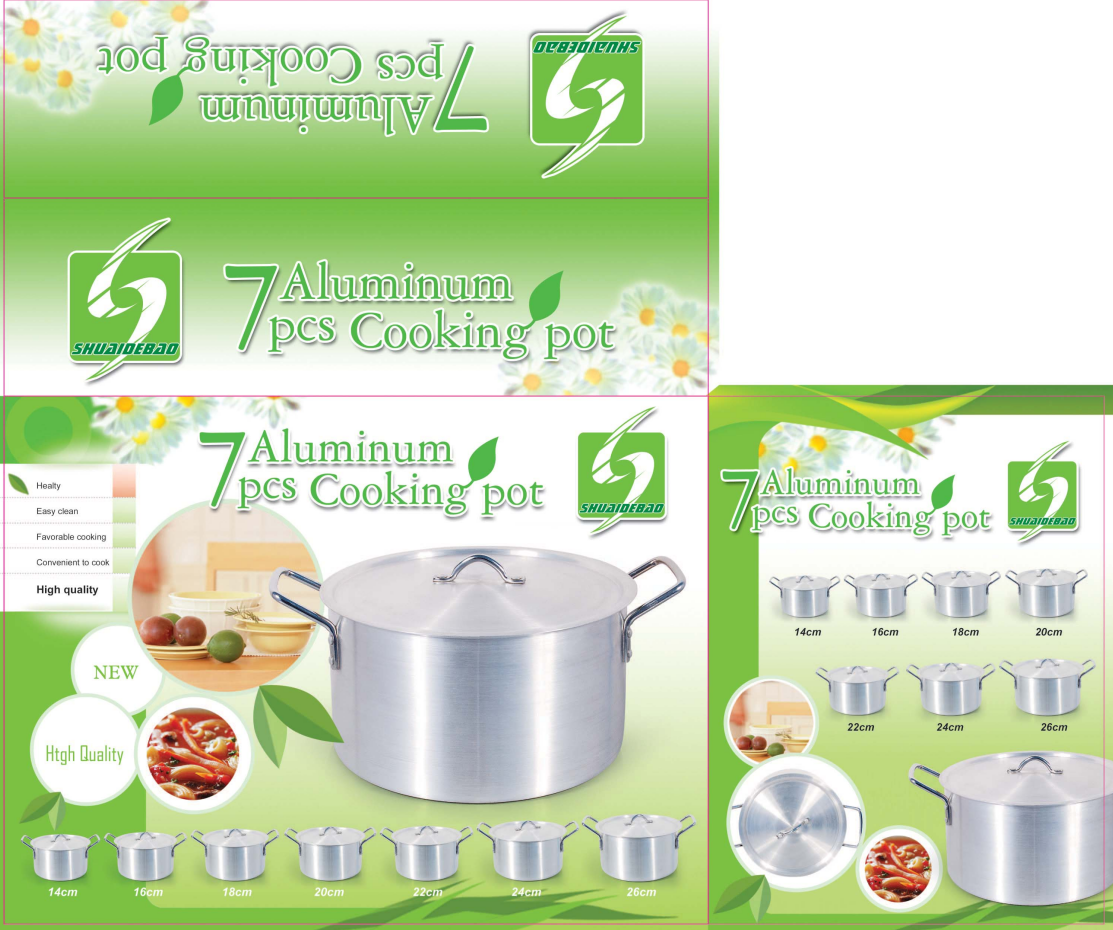 7 Aluminum
pcs Cooking pot
SHUAIDEBAO
7 Aluminum
pcs Cooking pot
SHUAIDEBAO
7 Aluminum
pcs Cooking pot
SHUAIDEBAO
Healty
Easy clean
Favorable cooking
Convenient to cook
High quality
NEW
Htgh Quality
14cm 16cm 18cm 20cm 22cm 24cm 26cm
7 Aluminum
pcs Cooking pot
SHUAIDEBAO
14cm 16cm 18cm 20cm
22cm 24cm 26cm